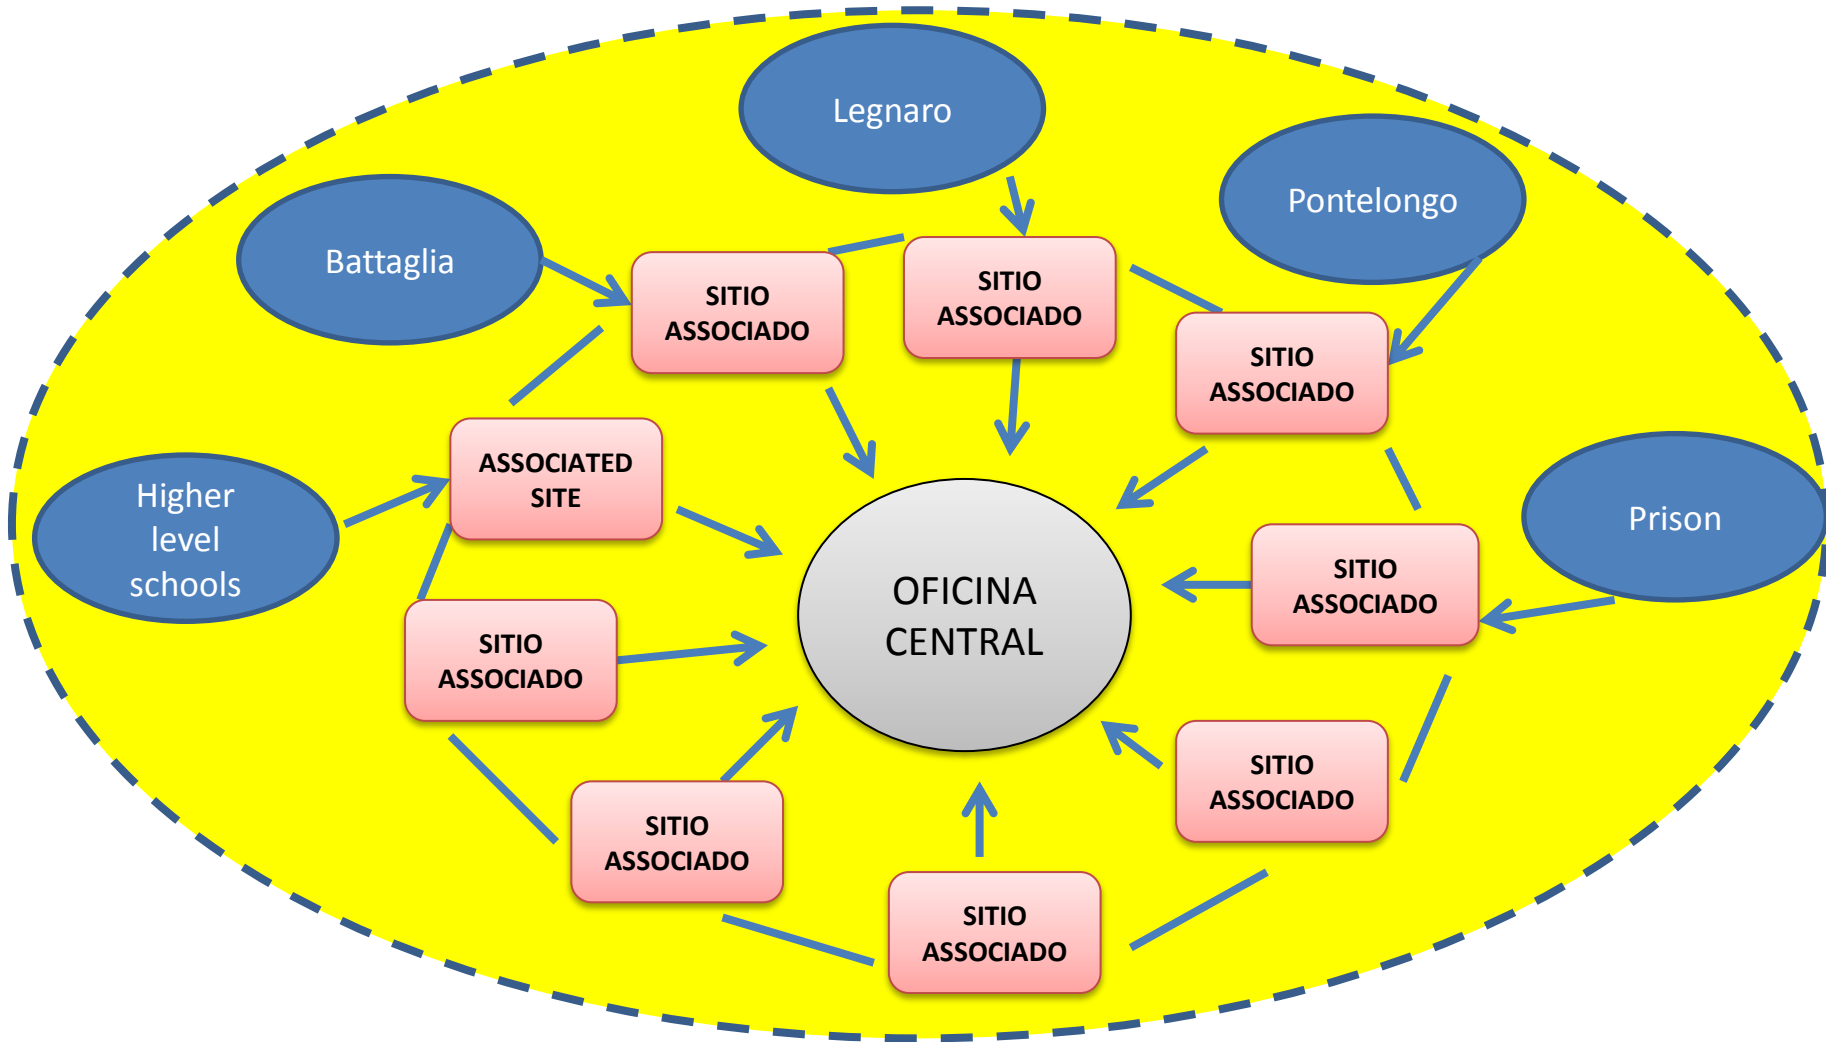 Legnaro
Pontelongo
Battaglia
SITIO
ASSOCIADO
SITIO
ASSOCIADO
SITIO
ASSOCIADO
ASSOCIATED
SITE
Higher
level
schools
Prison
OFICINA
CENTRAL
SITIO
ASSOCIADO
SITIO
ASSOCIADO
SITIO
ASSOCIADO
SITIO
ASSOCIADO
SITIO
ASSOCIADO